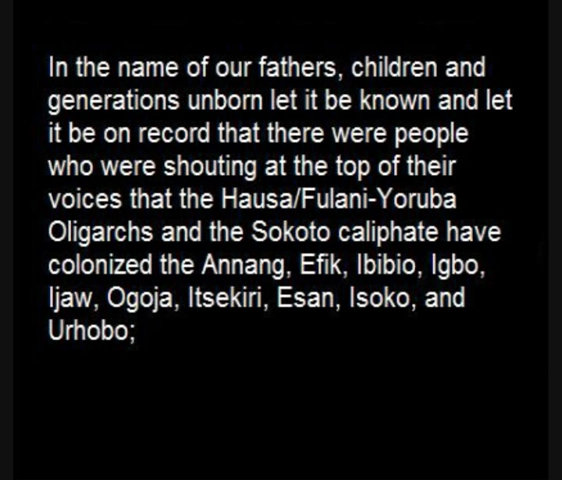 In the name of our fathers, children and
generations unborn let it be known and let
it be on record that there were people
who were shouting at the top of their
voices that the Hausa/Fulani-Yoruba
Oligarchs and the Sokoto caliphate have
colonized the Annang, Efik, Ibibio, Igbo,
Ijaw, Ogoja, Itsekiri, Esan, Isoko, and
Urhobo;